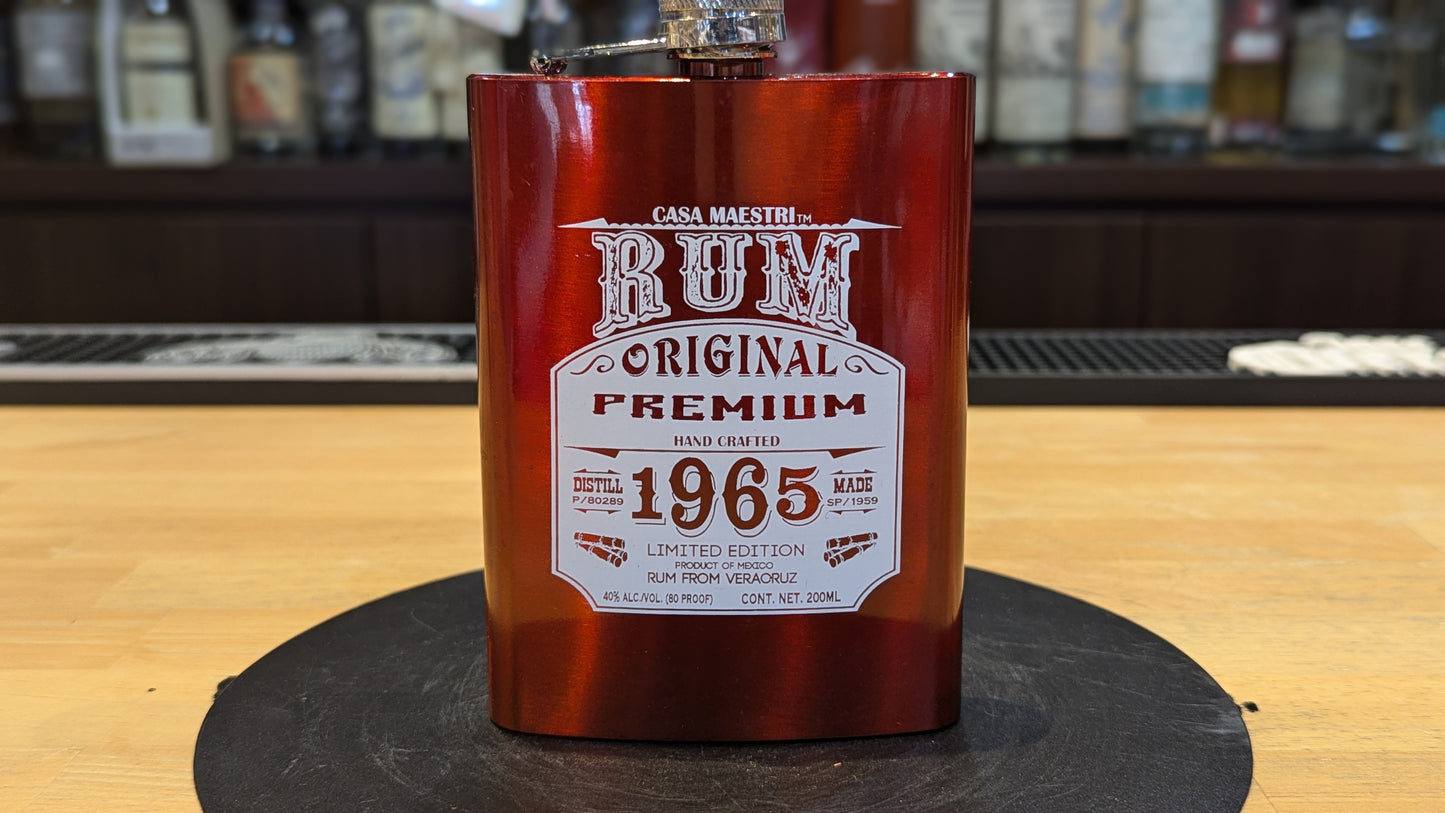 CASA MAESTRI™
RUM
ORIGINAL
PREMIUM
HAND CRAFTED
DISTILL
P/80289
1965
MADE
SP/1959
LIMITED EDITION
PRODUCT OF MEXICO
RUM FROM VERACRUZ
40% ALC./VOL. (80 PROOF) CONT. NET. 200ML